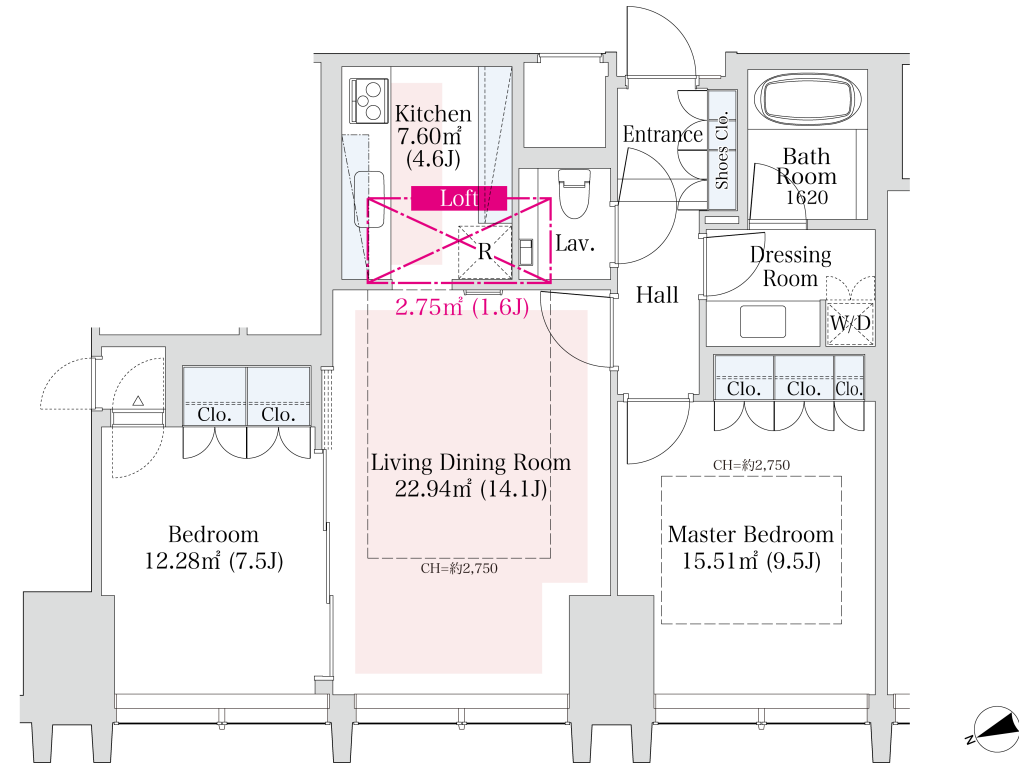 Kitchen
7.60㎡
(4.6J)
Loft
R
2.75㎡ (1.6J)
Lav.
Entrance
Shoes Clo.
Bath
Room
1620
Hall
Dressing
Room
W/D
Clo.
Clo.
Clo.
Clo.
Clo.
Living Dining Room
22.94㎡ (14.1J)
CH=約2,750
Bedroom
12.28㎡ (7.5J)
CH=約2,750
Master Bedroom
15.51㎡ (9.5J)
N